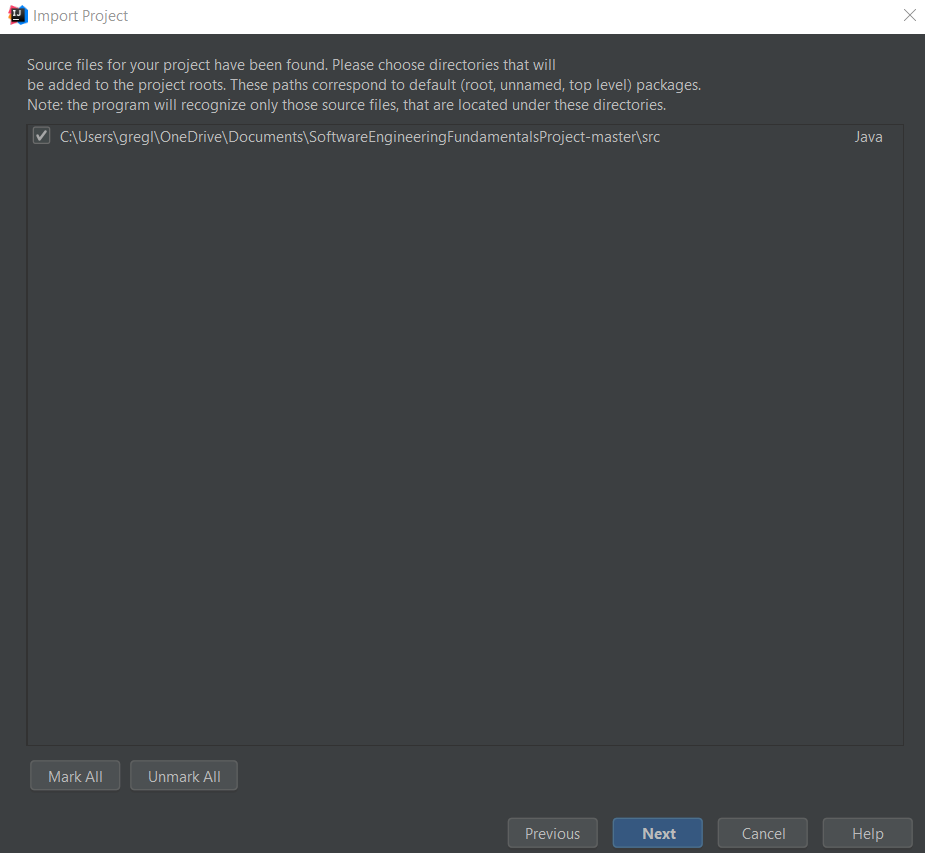 IJ
Import Project
Source files for your project have been found. Please choose directories that will
be added to the project roots. These paths correspond to default (root, unnamed, top level) packages.
Note: the program will recognize only those source files, that are located under these directories.
C:\Users\gregl\OneDrive\Documents\SoftwareEngineeringFundamentalsProject-master\src Java
Mark All Unmark All
Previous Next Cancel Help